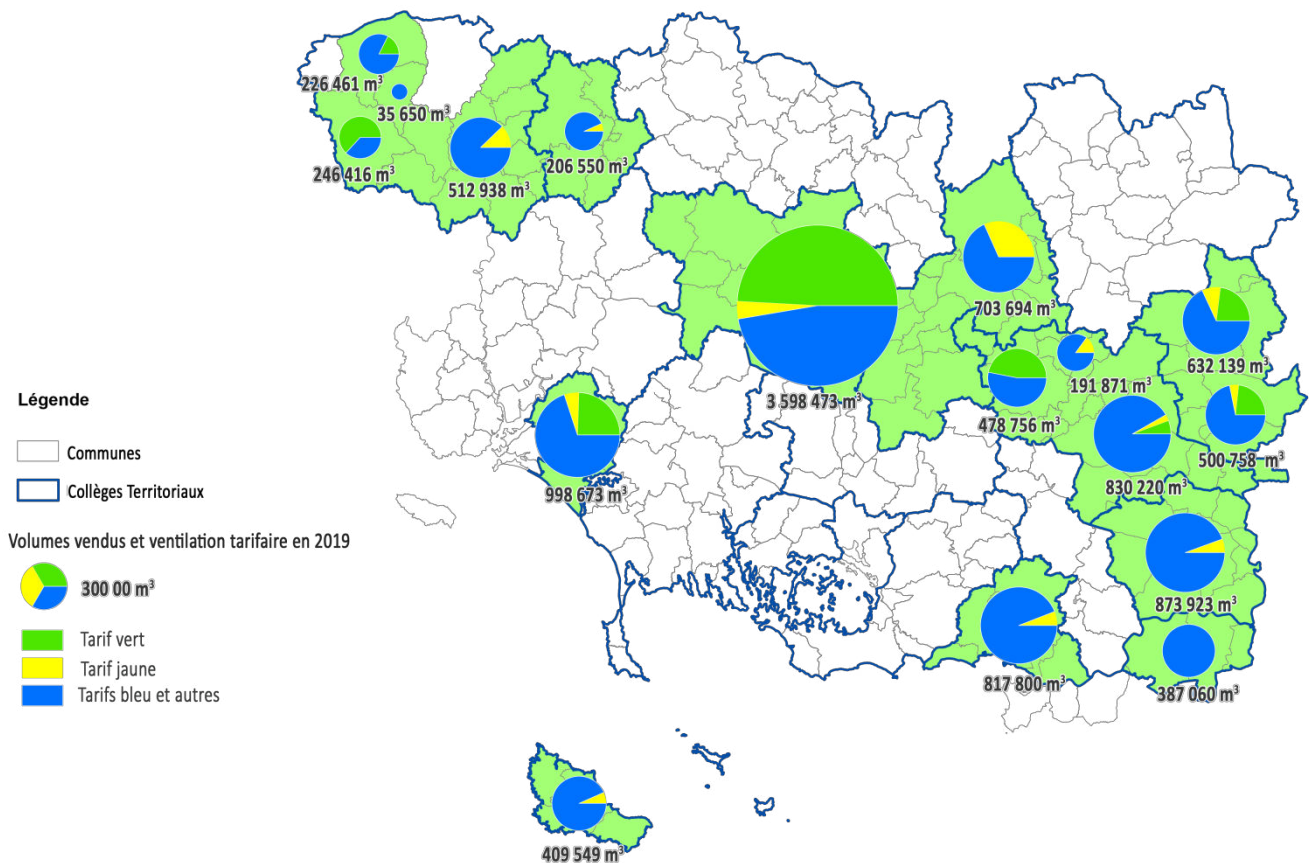 226 461 m³
35 650 m³
246 416 m³
512 938 m³
206 550 m³
703 694 m³
632 139 m³
191 871 m³
3 598 473 m³
478 756 m³
500 758 m³
830 220 m³
998 673 m³
873 923 m³
817 800 m³
387 060 m³
409 549 m³
Légende
Communes
Collèges Territoriaux
Volumes vendus et ventilation tarifaire en 2019
300 00 m³
Tarif vert
Tarif jaune
Tarifs bleu et autres